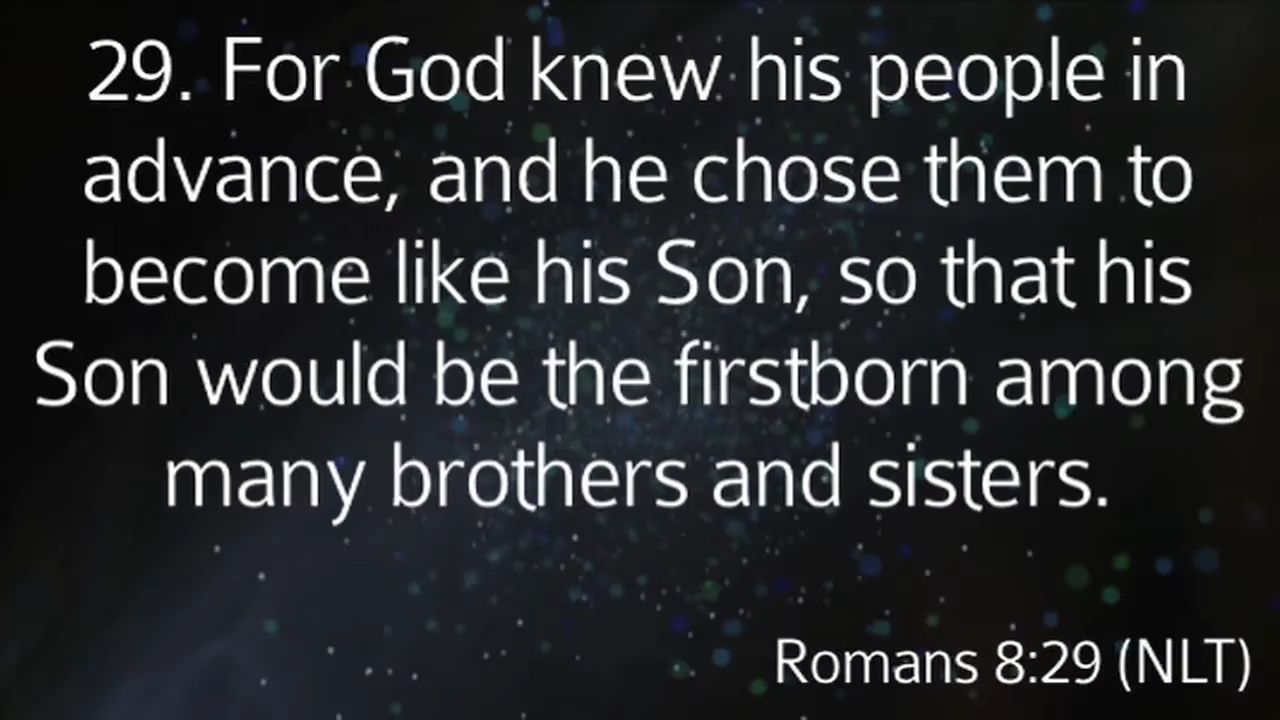 29. For God knew his people in
advance, and he chose them to
become like his Son, so that his
Son would be the firstborn among
many brothers and sisters.
Romans 8:29 (NLT)